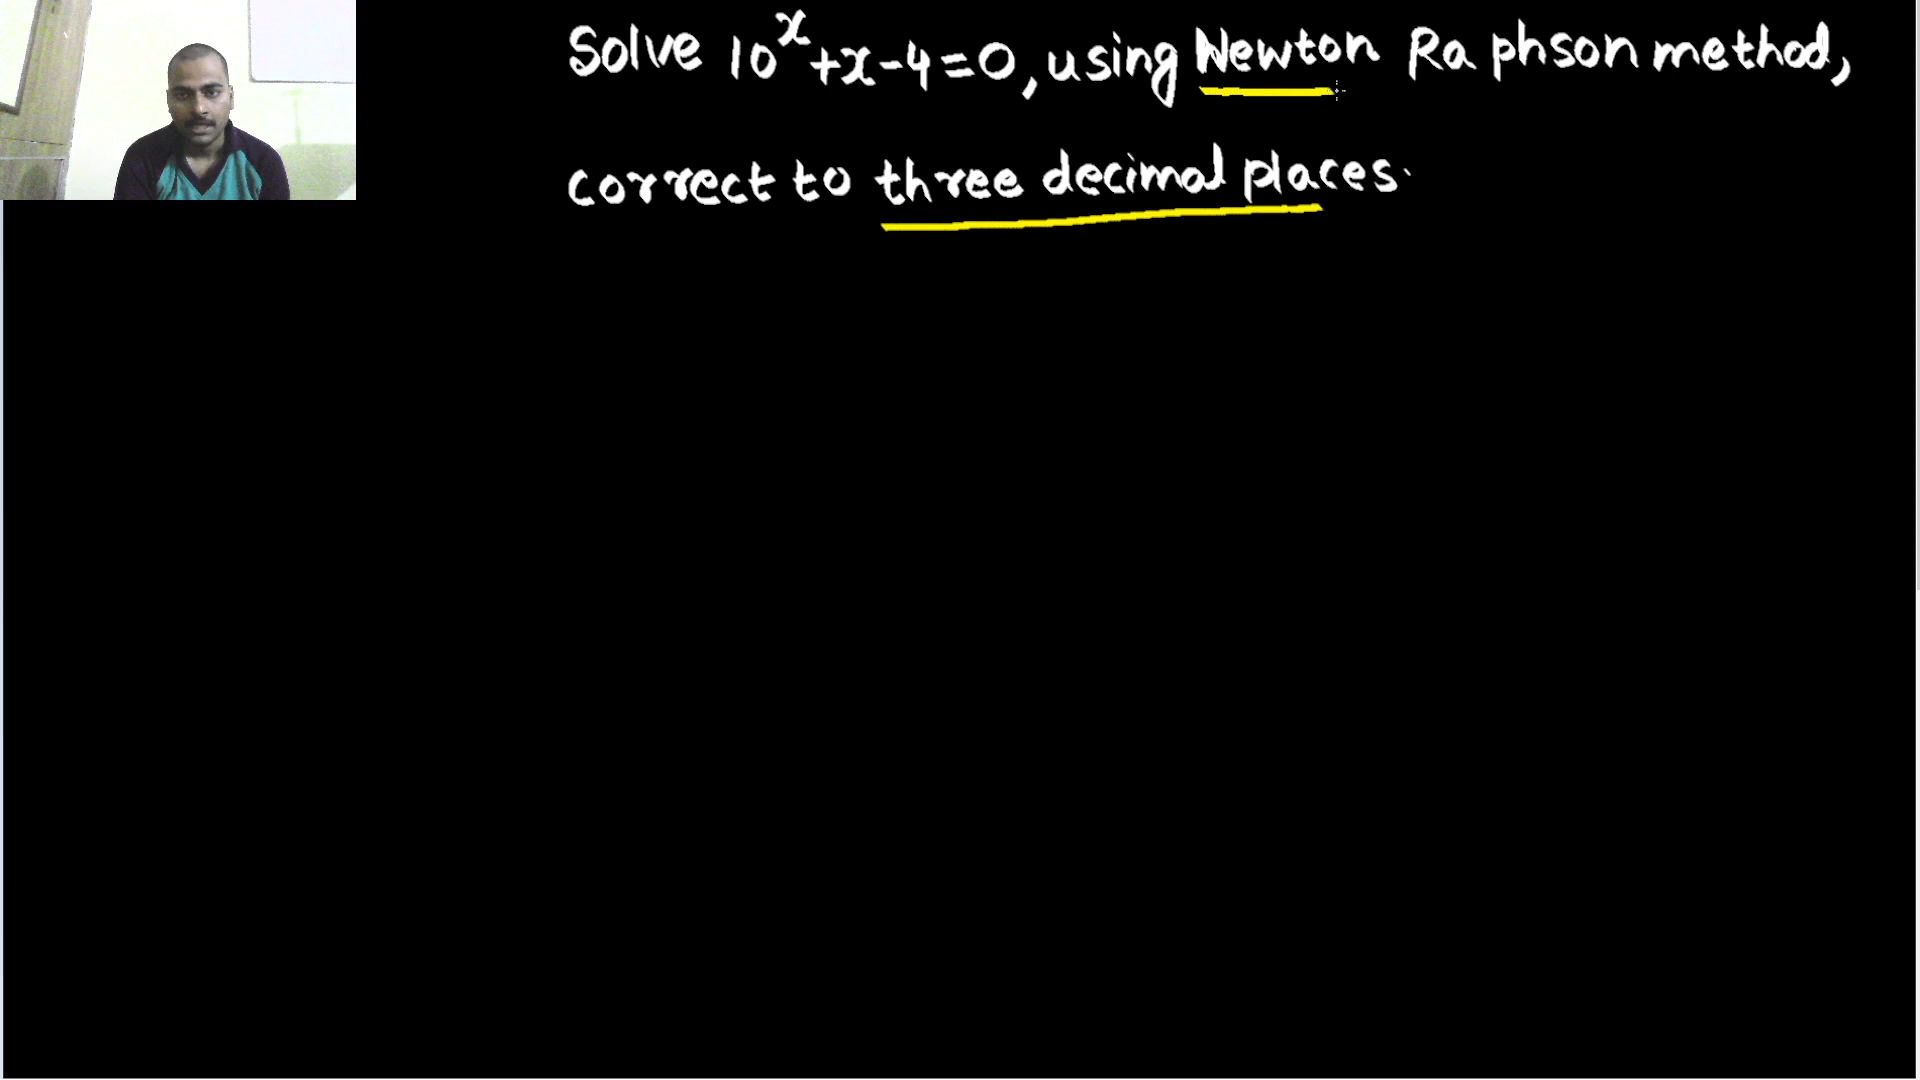 Solve 10^x+x-4=0, using Newton Raphson method,
correct to three decimal places.